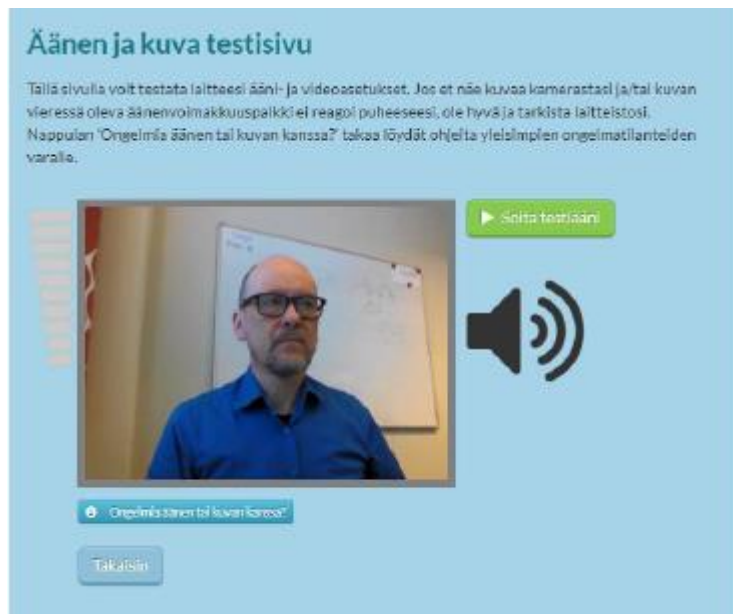 Äänen ja kuva testisivu
Tällä sivulla voit testata laitteesi ääni- ja videoasetukset. Jos et näe kuvaa kamerastasi ja/tai kuvan
vieressä oleva äänenvoimakkuuspalkki ei reagoi puheeseesi, ole hyvä ja tarkista laitteistosi.
Nappulan 'Ongelmia äänen tai kuvan kanssa?' takaa löydät ohjeita yleisimpien ongelmatilanteiden
varalle.
Soita testiääni
Ongelmia äänen tai kuvan kanssa?
Takaisin